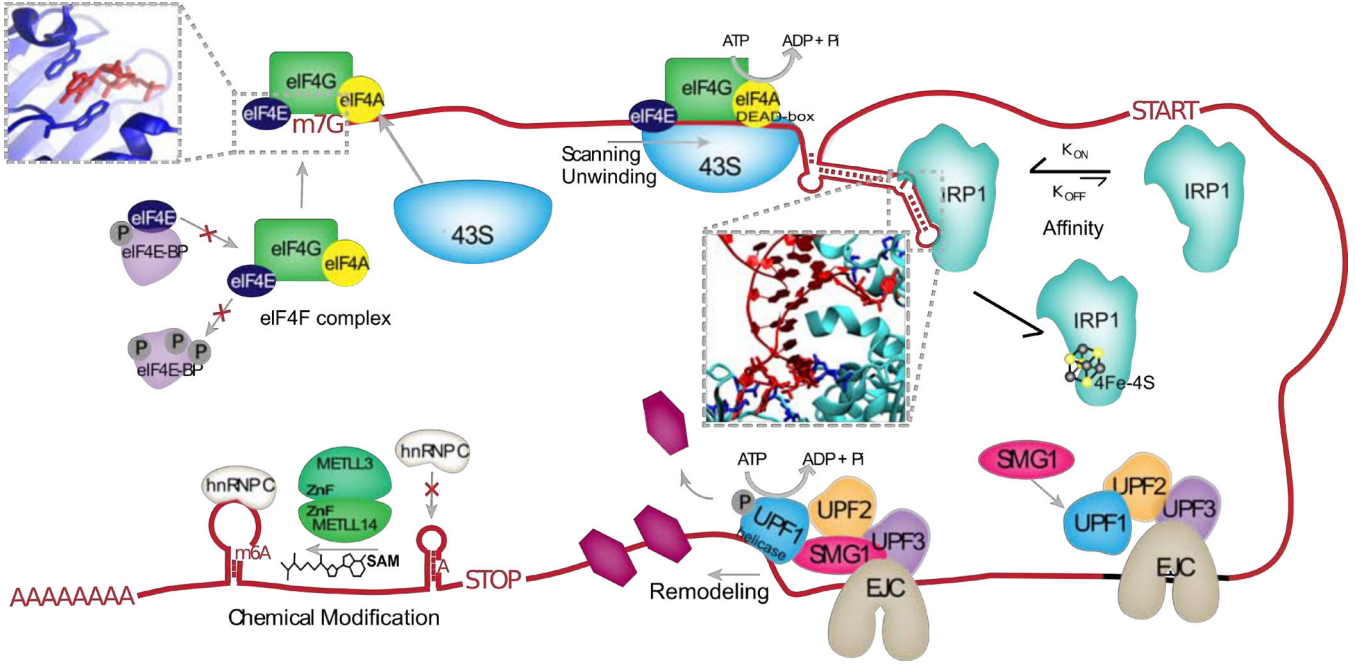 ATP
ADP + Pi
eIF4G
eIF4E
eIF4A
m7G
eIF4G
eIF4E
eIF4A
DEAD-box
43S
Scanning
Unwinding
START
IRP1
KON
KOFF
Affinity
IRP1
43S
eIF4E
P
eIF4E-BP
eIF4G
eIF4E
eIF4A
eIF4F complex
P
P
P
eIF4E-BP
IRP1
4Fe-4S
hnRNPC
m6A
METLL3
ZnF
ZnF
METLL14
SAM
hnRNPC
A
STOP
AAAAAAAA
Chemical Modification
ATP
ADP + Pi
P
UPF1
helicase
UPF2
SMG1
UPF3
EJC
Remodeling
SMG1
UPF1
UPF2
UPF3
EJC